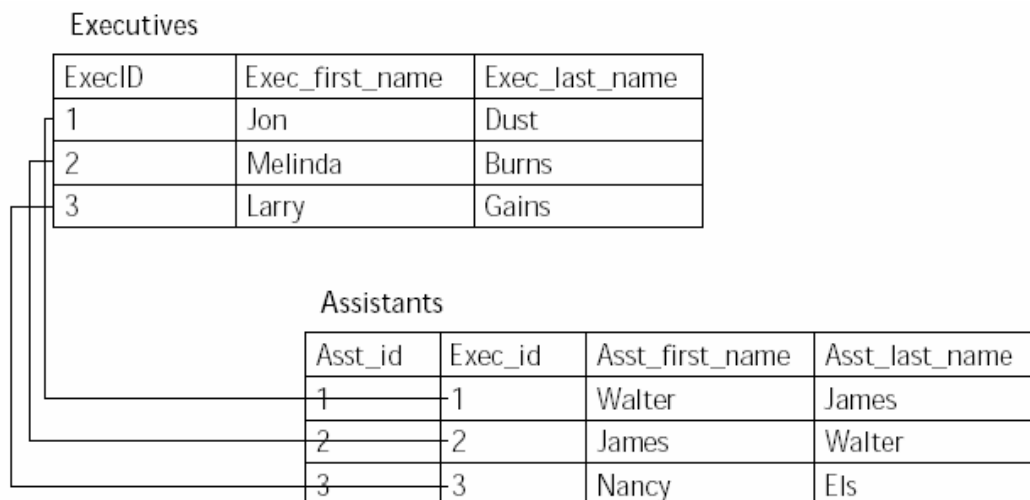 Executives
ExecID Exec_first_name Exec_last_name
1 Jon Dust
2 Melinda Burns
3 Larry Gains
Assistants
Asst_id Exec_id Asst_first_name Asst_last_name
1 1 Walter James
2 2 James Walter
3 3 Nancy Els